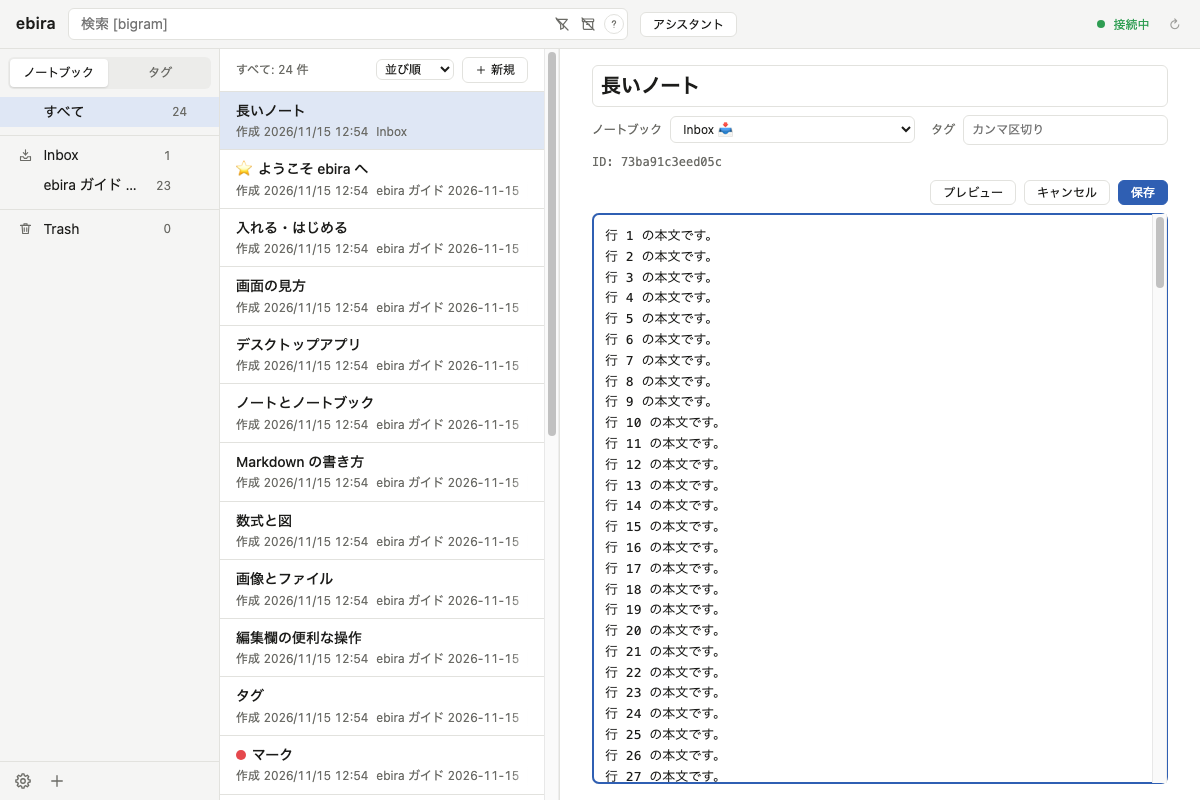 ebira
検索 [bigram]
?
アシスタント
接続中
ノートブック
タグ
すべて 24
Inbox 1
ebira ガイド ... 23
Trash 0
すべて: 24 件
並び順
+ 新規
長いノート
作成 2026/11/15 12:54 Inbox
⭐ ようこそ ebira へ
作成 2026/11/15 12:54 ebira ガイド 2026-11-15
入れる・はじめる
作成 2026/11/15 12:54 ebira ガイド 2026-11-15
画面の見方
作成 2026/11/15 12:54 ebira ガイド 2026-11-15
デスクトップアプリ
作成 2026/11/15 12:54 ebira ガイド 2026-11-15
ノートとノートブック
作成 2026/11/15 12:54 ebira ガイド 2026-11-15
Markdown の書き方
作成 2026/11/15 12:54 ebira ガイド 2026-11-15
数式と図
作成 2026/11/15 12:54 ebira ガイド 2026-11-15
画像とファイル
作成 2026/11/15 12:54 ebira ガイド 2026-11-15
編集欄の便利な操作
作成 2026/11/15 12:54 ebira ガイド 2026-11-15
タグ
作成 2026/11/15 12:54 ebira ガイド 2026-11-15
マーク
作成 2026/11/15 12:54 ebira ガイド 2026-11-15
長いノート
ノートブック
Inbox 📥
タグ
カンマ区切り
ID: 73ba91c3eed05c
プレビュー
キャンセル
保存
行 1 の本文です。
行 2 の本文です。
行 3 の本文です。
行 4 の本文です。
行 5 の本文です。
行 6 の本文です。
行 7 の本文です。
行 8 の本文です。
行 9 の本文です。
行 10 の本文です。
行 11 の本文です。
行 12 の本文です。
行 13 の本文です。
行 14 の本文です。
行 15 の本文です。
行 16 の本文です。
行 17 の本文です。
行 18 の本文です。
行 19 の本文です。
行 20 の本文です。
行 21 の本文です。
行 22 の本文です。
行 23 の本文です。
行 24 の本文です。
行 25 の本文です。
行 26 の本文です。
行 27 の本文です。